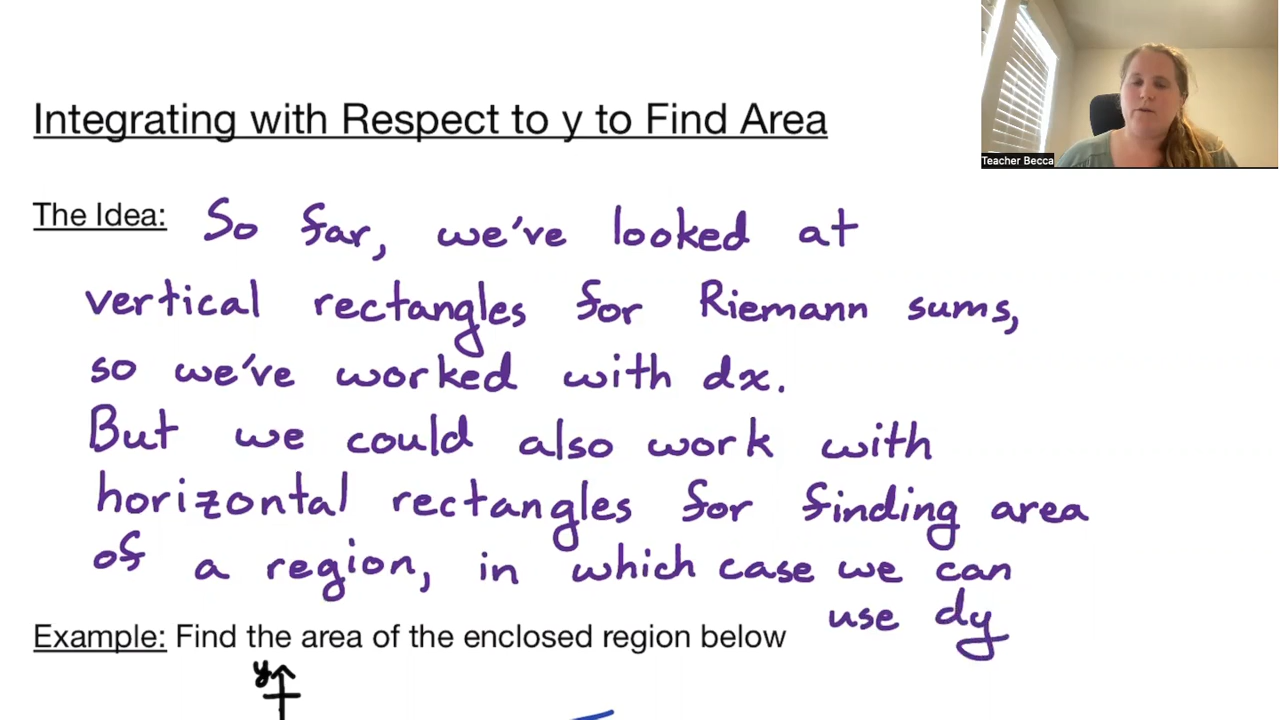 Teacher Becca
Integrating with Respect to y to Find Area
The Idea: So far, we've looked at
vertical rectangles for Riemann sums,
so we've worked with dx.
But we could also work with
horizontal rectangles for finding area
of a region, in which case we can
use dy
Example: Find the area of the enclosed region below
y